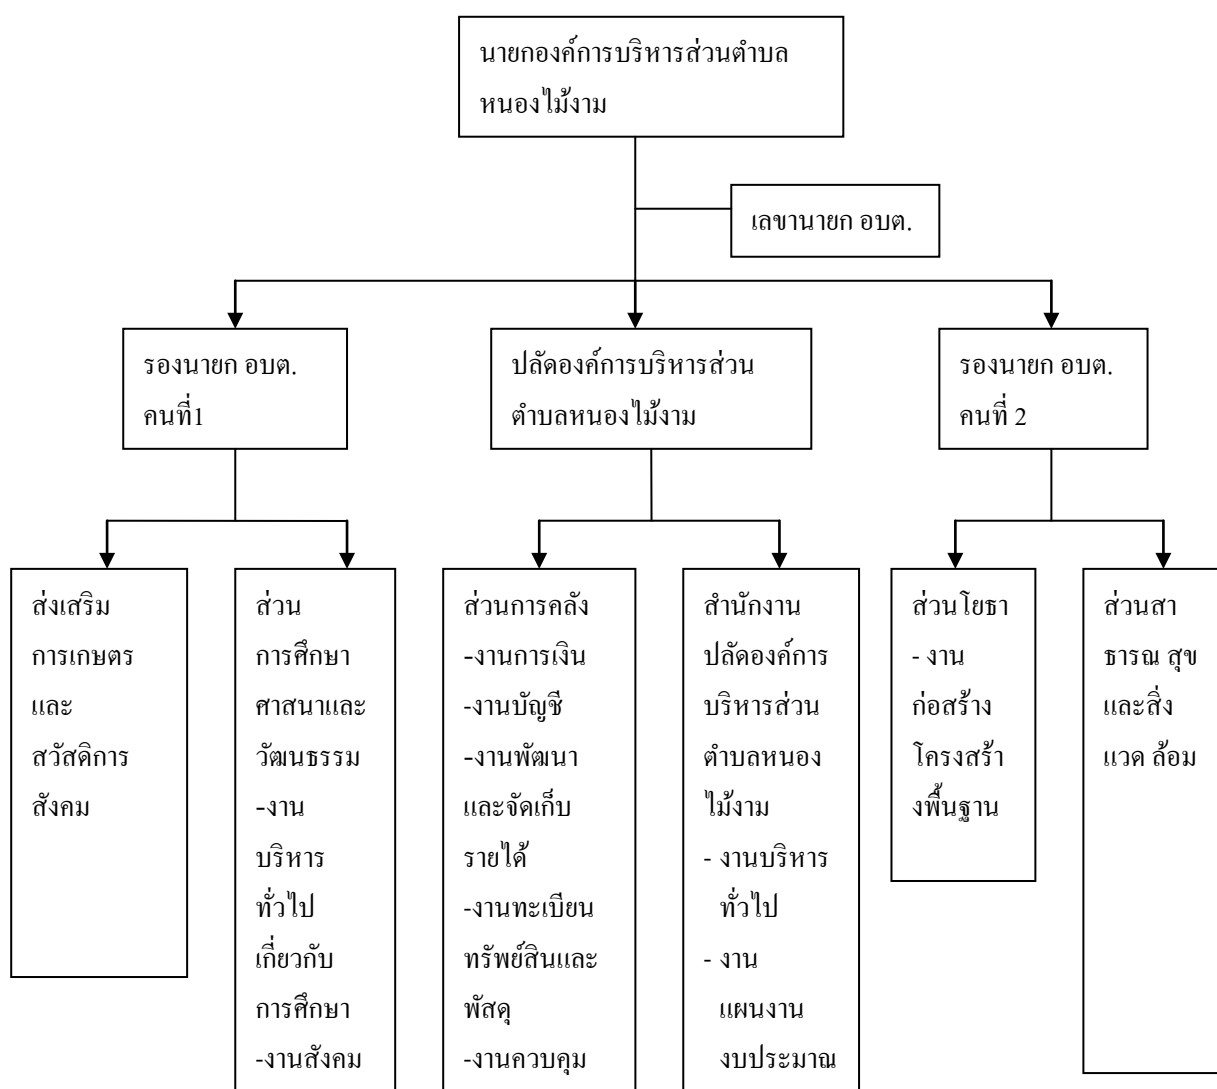 นายกองค์การบริหารส่วนตำบล
หนองไม้งาม
เลขานายก อบต.
รองนายก อบต.
คนที่1
ปลัดองค์การบริหารส่วน
ตำบลหนองไม้งาม
รองนายก อบต.
คนที่ 2
ส่งเสริม
การเกษตร
และ
สวัสดิการ
สังคม
ส่วน
การศึกษา
ศาสนาและ
วัฒนธรรม
-งาน
บริหาร
ทั่วไป
เกี่ยวกับ
การศึกษา
-งานสังคม
ส่วนการคลัง
-งานการเงิน
-งานบัญชี
-งานพัฒนา
และจัดเก็บ
รายได้
-งานทะเบียน
ทรัพย์สินและ
พัสดุ
-งานควบคุม
สำนักงาน
ปลัดองค์การ
บริหารส่วน
ตำบลหนอง
ไม้งาม
- งานบริหาร
ทั่วไป
- งาน
แผนงาน
งบประมาณ
ส่วนโยธา
- งาน
ก่อสร้าง
โครงสร้า
งพื้นฐาน
ส่วนสา
ธารณ สุข
และสิ่ง
แวด ล้อม